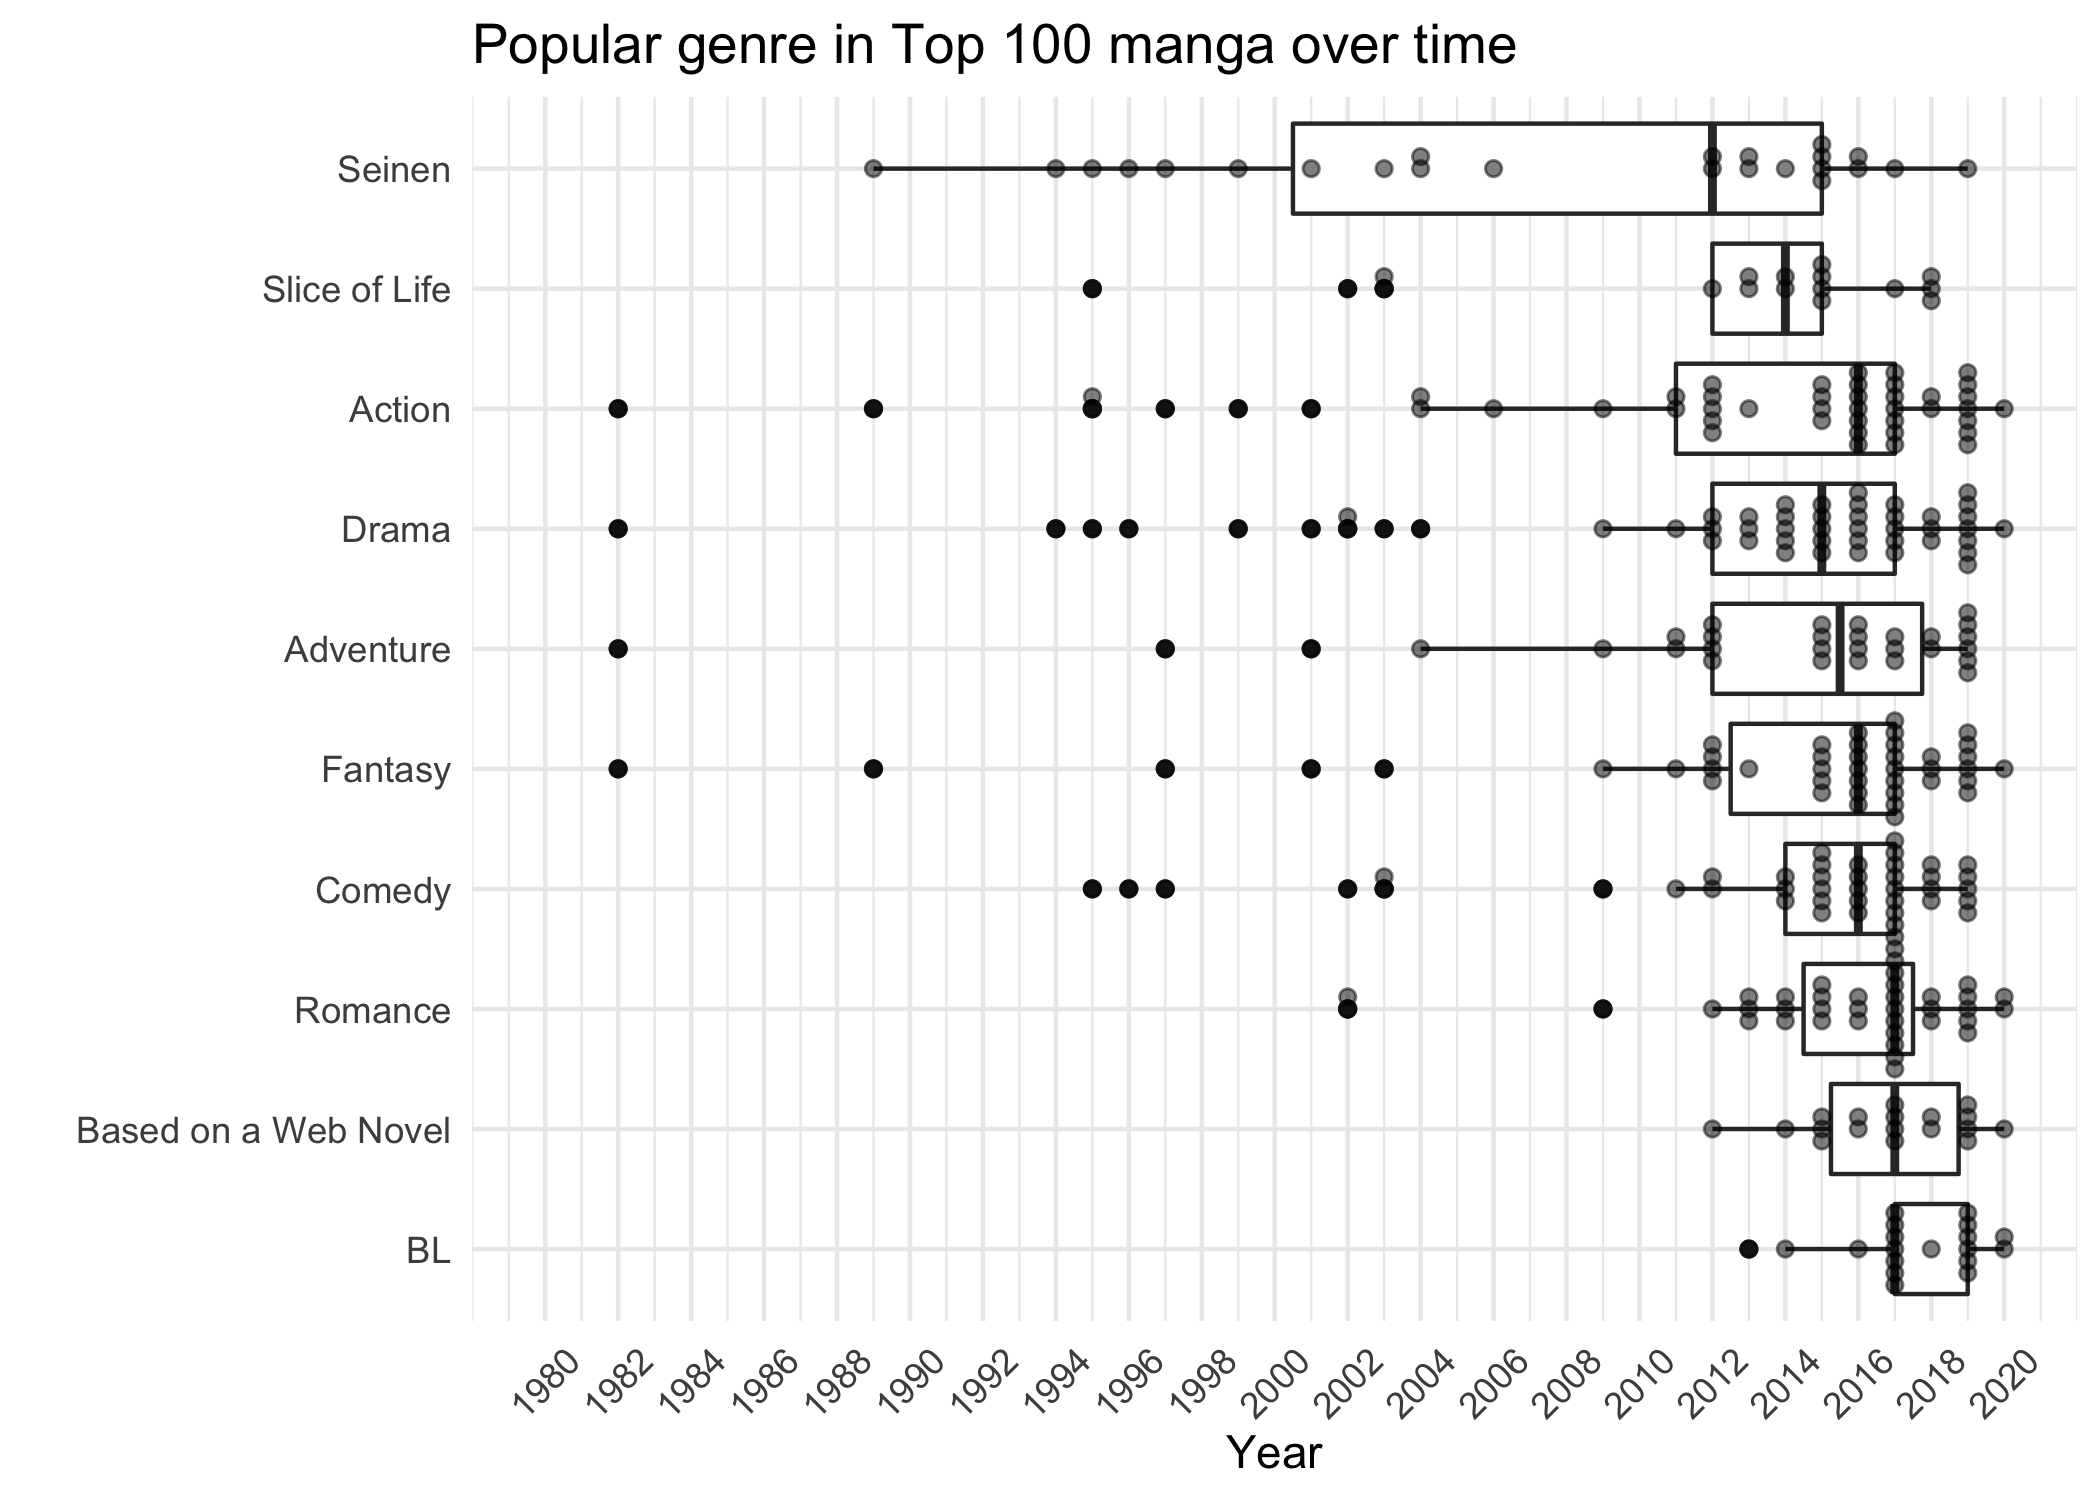 Popular genre in Top 100 manga over time
Seinen
Slice of Life
Action
Drama
Adventure
Fantasy
Comedy
Romance
Based on a Web Novel
BL
1980 1982 1984 1986 1988 1990 1992 1994 1996 1998 2000 2002 2004 2006 2008 2010 2012 2014 2016 2018 2020
Year